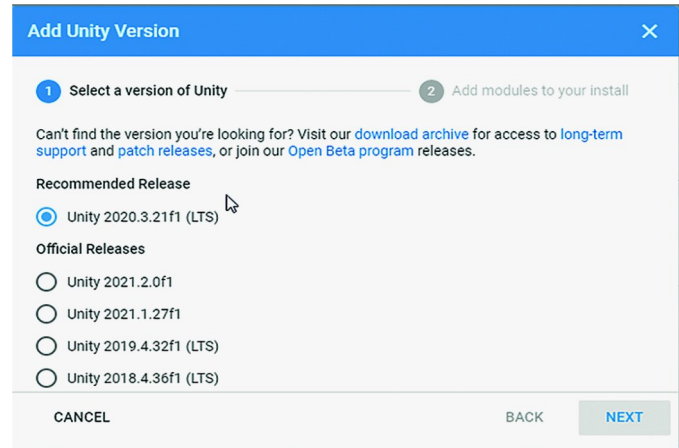 Add Unity Version
1 Select a version of Unity 2 Add modules to your install
Can't find the version you're looking for? Visit our download archive for access to long-term
support and patch releases, or join our Open Beta program releases.
Recommended Release
Unity 2020.3.21f1 (LTS)
Official Releases
Unity 2021.2.0f1
Unity 2021.1.27f1
Unity 2019.4.32f1 (LTS)
Unity 2018.4.36f1 (LTS)
CANCEL BACK NEXT